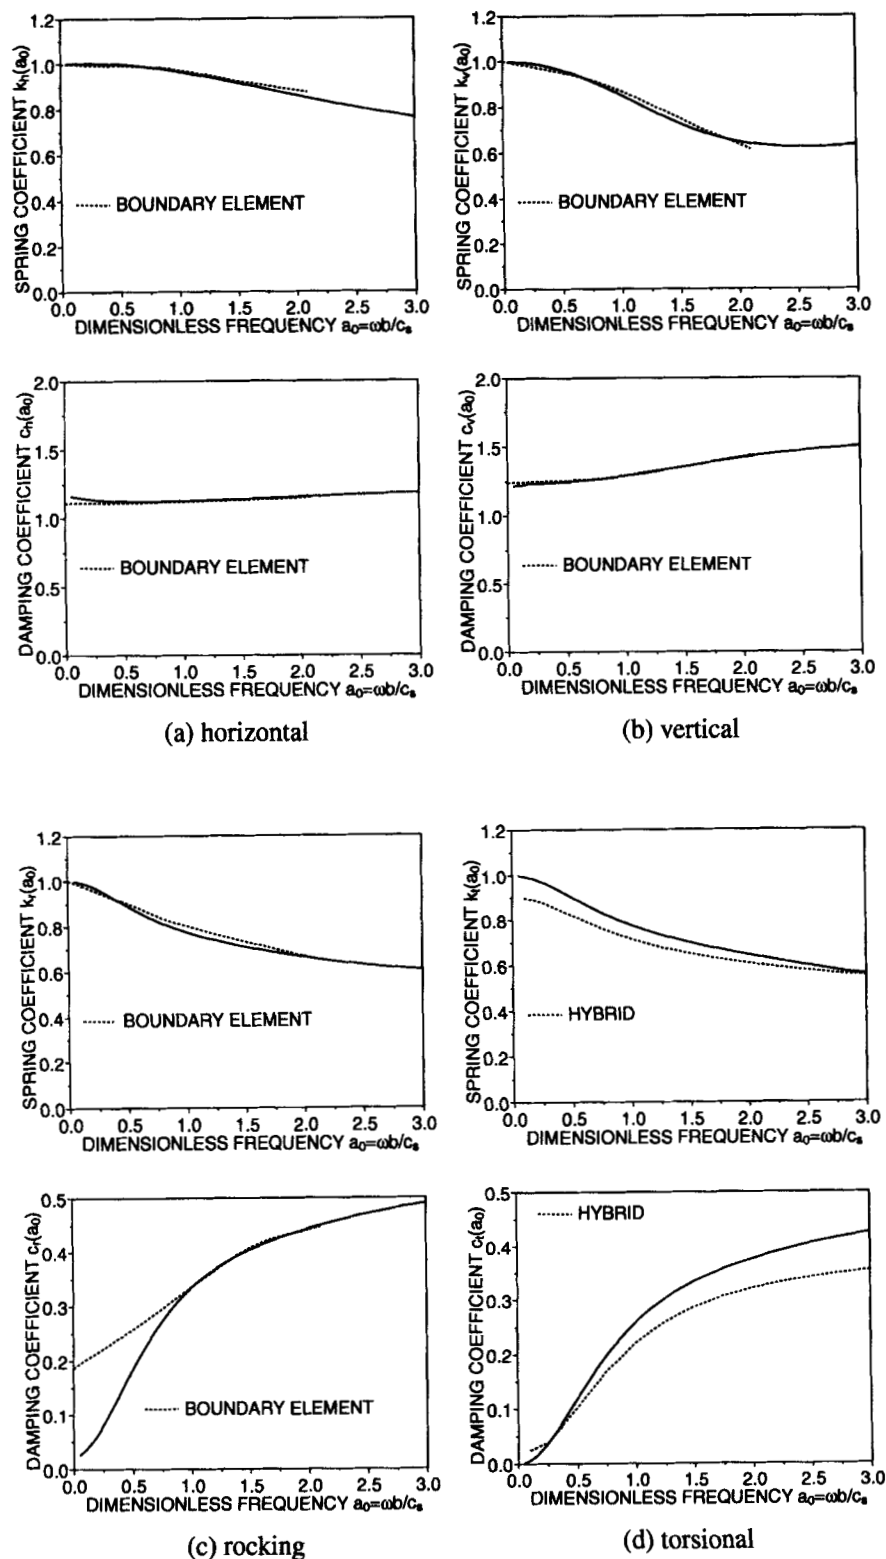 SPRING COEFFICIENT kₕ(a₀)
1.2
1.0
0.8
0.6
0.4
0.2
0.0
BOUNDARY ELEMENT
0.0 0.5 1.0 1.5 2.0 2.5 3.0
DIMENSIONLESS FREQUENCY a₀=ωb/cₛ
SPRING COEFFICIENT kᵥ(a₀)
1.2
1.0
0.8
0.6
0.4
0.2
0.0
BOUNDARY ELEMENT
0.0 0.5 1.0 1.5 2.0 2.5 3.0
DIMENSIONLESS FREQUENCY a₀=ωb/cₛ
DAMPING COEFFICIENT cₕ(a₀)
2.0
1.5
1.0
0.5
0.0
BOUNDARY ELEMENT
0.0 0.5 1.0 1.5 2.0 2.5 3.0
DIMENSIONLESS FREQUENCY a₀=ωb/cₛ
(a) horizontal
DAMPING COEFFICIENT cᵥ(a₀)
2.0
1.5
1.0
0.5
0.0
BOUNDARY ELEMENT
0.0 0.5 1.0 1.5 2.0 2.5 3.0
DIMENSIONLESS FREQUENCY a₀=ωb/cₛ
(b) vertical
SPRING COEFFICIENT kᵣ(a₀)
1.2
1.0
0.8
0.6
0.4
0.2
0.0
BOUNDARY ELEMENT
0.0 0.5 1.0 1.5 2.0 2.5 3.0
DIMENSIONLESS FREQUENCY a₀=ωb/cₛ
SPRING COEFFICIENT kₜ(a₀)
1.2
1.0
0.8
0.6
0.4
0.2
0.0
HYBRID
0.0 0.5 1.0 1.5 2.0 2.5 3.0
DIMENSIONLESS FREQUENCY a₀=ωb/cₛ
DAMPING COEFFICIENT cᵣ(a₀)
0.5
0.4
0.3
0.2
0.1
0.0
BOUNDARY ELEMENT
0.0 0.5 1.0 1.5 2.0 2.5 3.0
DIMENSIONLESS FREQUENCY a₀=ωb/cₛ
(c) rocking
DAMPING COEFFICIENT cₜ(a₀)
0.5
0.4
0.3
0.2
0.1
0.0
HYBRID
0.0 0.5 1.0 1.5 2.0 2.5 3.0
DIMENSIONLESS FREQUENCY a₀=ωb/cₛ
(d) torsional